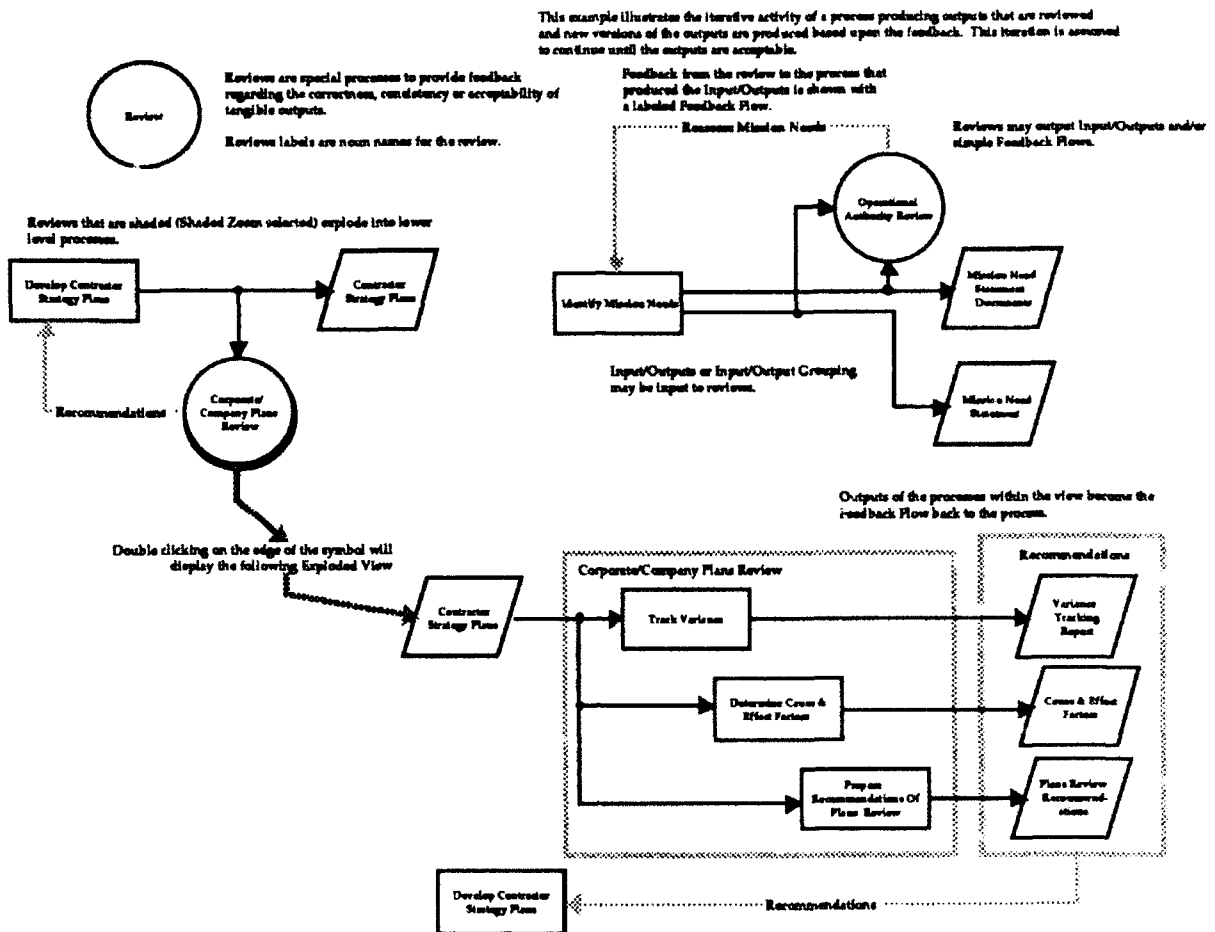 This example illustrates the iterative activity of a process producing outputs that are reviewed
and new versions of the outputs are produced based upon the feedback. This iteration is assumed
to continue until the outputs are acceptable.
Review
Reviews are special processes to provide feedback
regarding the correctness, consistency or acceptability of
tangible outputs.
Reviews labels are noun names for the review.
Feedback from the review to the process that
produced the Input/Outputs is shown with
a labeled Feedback Flow.
Reassess Mission Needs
Reviews may output Input/Outputs and/or
simple Feedback Flows.
Operational
Authority Review
Reviews that are shaded (Shaded Zoom selected) explode into lower
level processes.
Develop Contractor
Strategy Plans
Contractor
Strategy Plans
Identify Mission Needs
Mission Need
Statement
Documents
Input/Outputs or Input/Output Grouping
may be input to reviews.
Mission Need
Statement
Recommendations
Corporate/
Company Plans
Review
Outputs of the processes within the view become the
Feedback Flow back to the process.
Double clicking on the edge of the symbol will
display the following Exploded View
Contractor
Strategy Plans
Corporate/Company Plans Review
Recommendations
Track Variance
Variance
Tracking
Report
Determine Cause &
Effect Factors
Cause & Effect
Factors
Prepare
Recommendations Of
Plans Review
Plans Review
Recommend-
ations
Develop Contractor
Strategy Plans
Recommendations